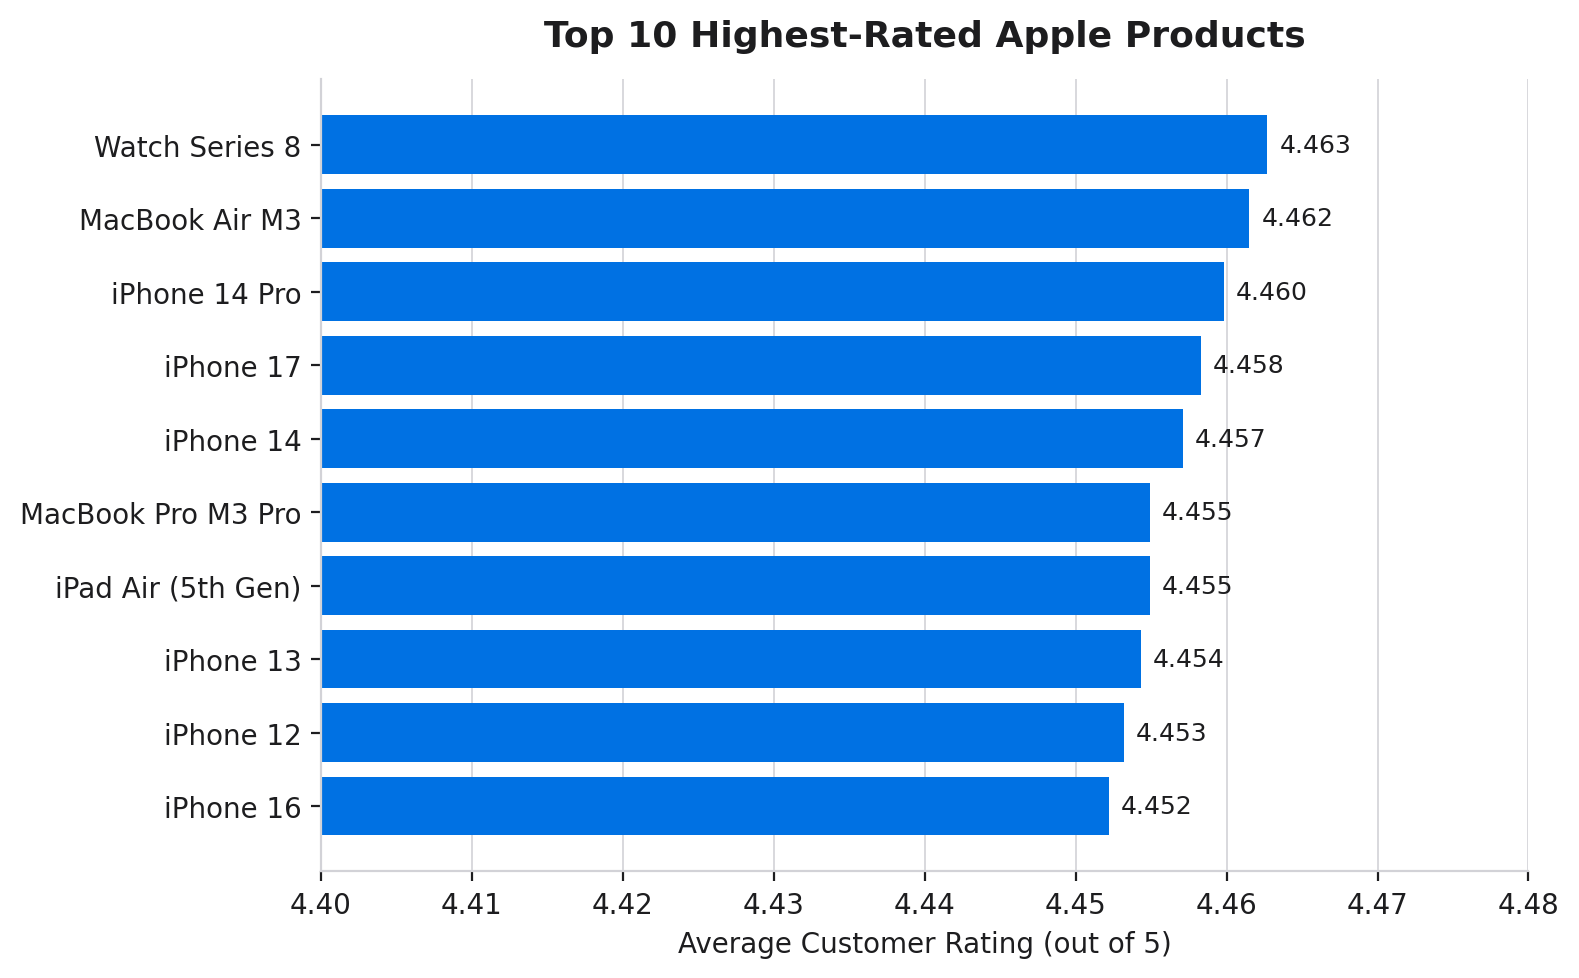 Top 10 Highest-Rated Apple Products
Watch Series 8 4.463
MacBook Air M3 4.462
iPhone 14 Pro 4.460
iPhone 17 4.458
iPhone 14 4.457
MacBook Pro M3 Pro 4.455
iPad Air (5th Gen) 4.455
iPhone 13 4.454
iPhone 12 4.453
iPhone 16 4.452
4.40 4.41 4.42 4.43 4.44 4.45 4.46 4.47 4.48
Average Customer Rating (out of 5)